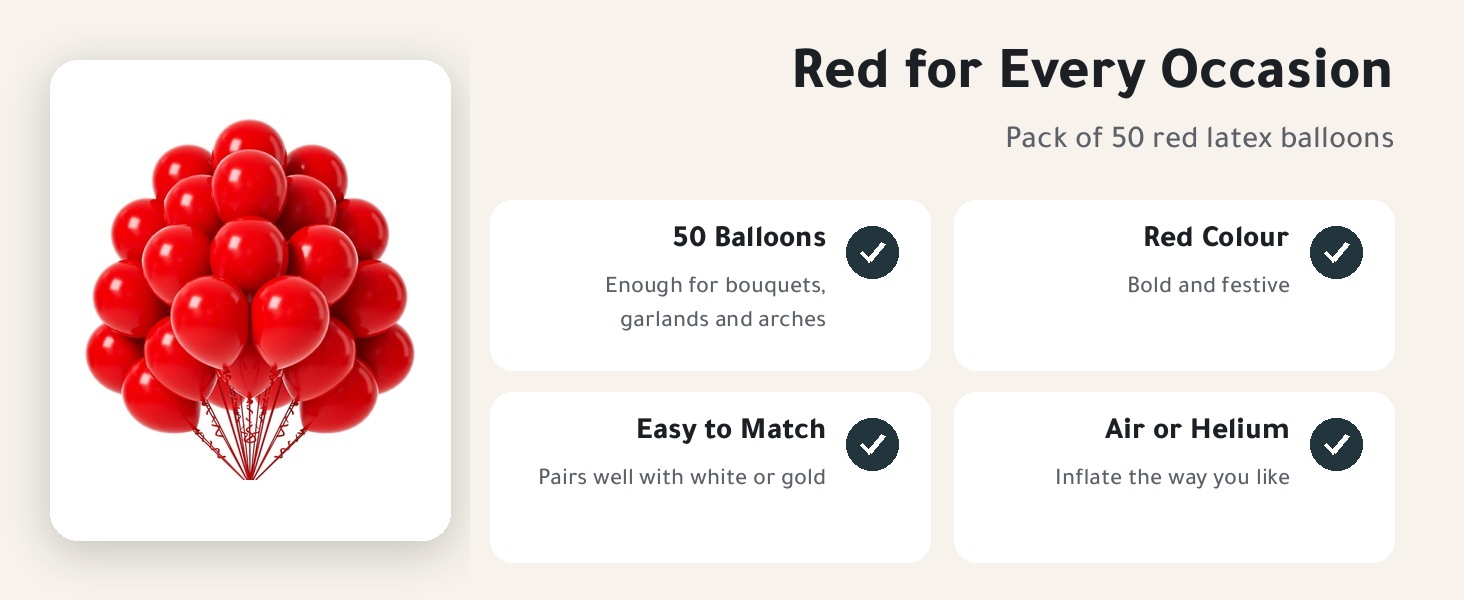 Red for Every Occasion
Pack of 50 red latex balloons
50 Balloons
Enough for bouquets,
garlands and arches
Red Colour
Bold and festive
Easy to Match
Pairs well with white or gold
Air or Helium
Inflate the way you like